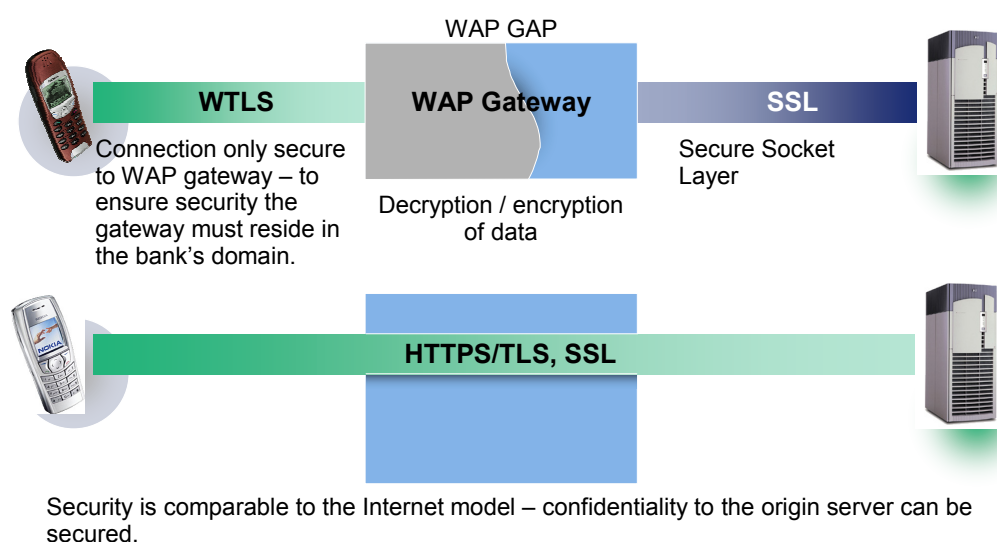 WAP GAP
WTLS
WAP Gateway
SSL
Connection only secure
to WAP gateway – to
ensure security the
gateway must reside in
the bank's domain.
Decryption / encryption
of data
Secure Socket
Layer
HTTPS/TLS, SSL
NOKIA
Security is comparable to the Internet model – confidentiality to the origin server can be
secured.